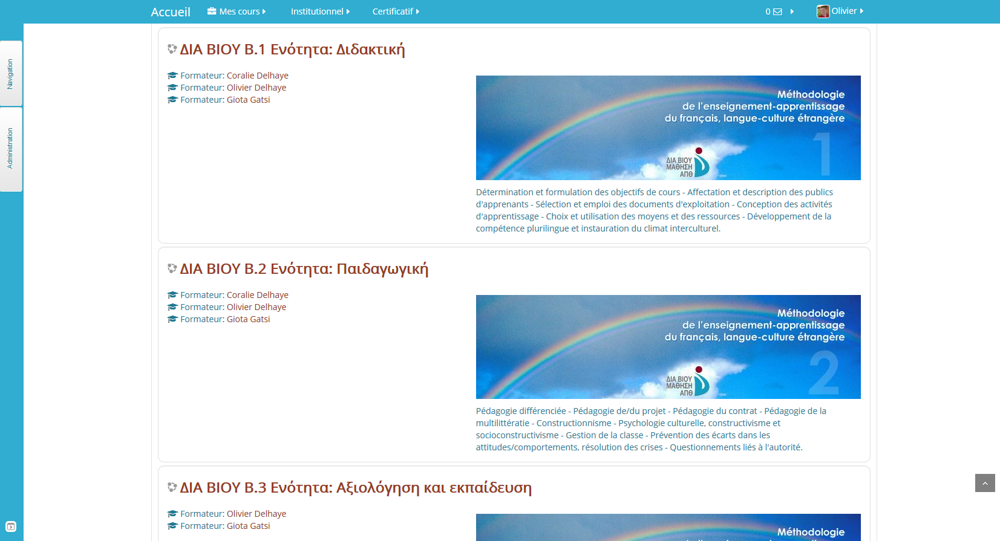 Accueil Mes cours Institutionnel Certificatif 0 Olivier
Navigation
Administration
ΔΙΑ ΒΙΟΥ Β.1 Ενότητα: Διδακτική
Formateur: Coralie Delhaye
Formateur: Olivier Delhaye
Formateur: Giota Gatsi
Méthodologie
de l'enseignement-apprentissage
du français, langue-culture étrangère
1
ΔΙΑ ΒΙΟΥ
ΜΑΘΗΣΗ
ΑΠΘ
Détermination et formulation des objectifs de cours - Affectation et description des publics
d'apprenants - Sélection et emploi des documents d'exploitation - Conception des activités
d'apprentissage - Choix et utilisation des moyens et des ressources - Développement de la
compétence plurilingue et instauration du climat interculturel.
ΔΙΑ ΒΙΟΥ Β.2 Ενότητα: Παιδαγωγική
Formateur: Coralie Delhaye
Formateur: Olivier Delhaye
Formateur: Giota Gatsi
Méthodologie
de l'enseignement-apprentissage
du français, langue-culture étrangère
2
ΔΙΑ ΒΙΟΥ
ΜΑΘΗΣΗ
ΑΠΘ
Pédagogie différenciée - Pédagogie de/du projet - Pédagogie du contrat - Pédagogie de la
multilittératie - Constructionnisme - Psychologie culturelle, constructivisme et
socioconstructivisme - Gestion de la classe - Prévention des écarts dans les
attitudes/comportements, résolution des crises - Questionnements liés à l'autorité.
ΔΙΑ ΒΙΟΥ Β.3 Ενότητα: Αξιολόγηση και εκπαίδευση
Formateur: Olivier Delhaye
Formateur: Giota Gatsi
Méthodologie